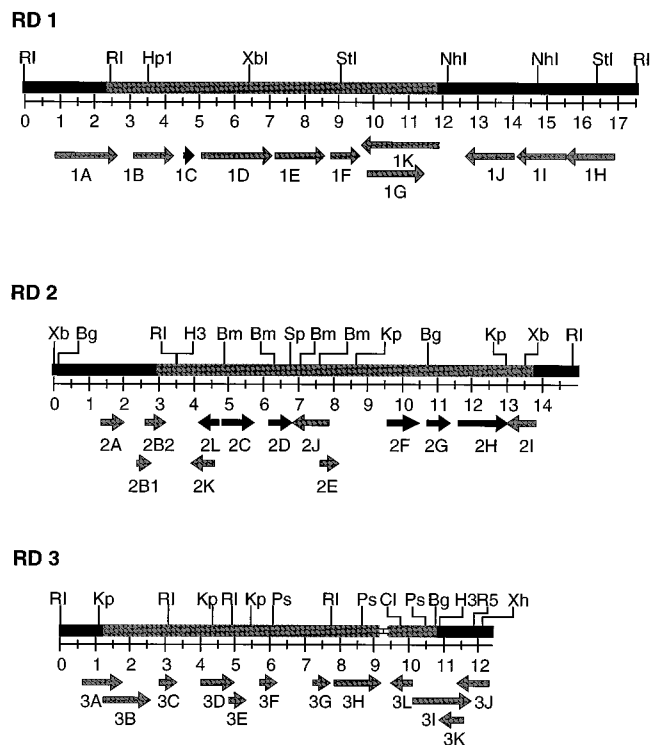 RD 1
RI RI Hp1 XbI StI NhI NhI StI RI
0 1 2 3 4 5 6 7 8 9 10 11 12 13 14 15 16 17
1A 1B 1C 1D 1E 1F 1K 1J 1I 1H
1G
RD 2
Xb Bg RI H3 Bm Bm Sp Bm Bm Kp Bg Kp Xb RI
0 1 2 3 4 5 6 7 8 9 10 11 12 13 14
2A 2B2 2L 2C 2D 2J 2F 2G 2H 2I
2B1 2K 2E
RD 3
RI Kp RI Kp RI Kp Ps RI Ps Cl Ps Bg H3 R5 Xh
0 1 2 3 4 5 6 7 8 9 10 11 12
3A 3C 3D 3F 3G 3H 3L 3J
3B 3E 3I
3K